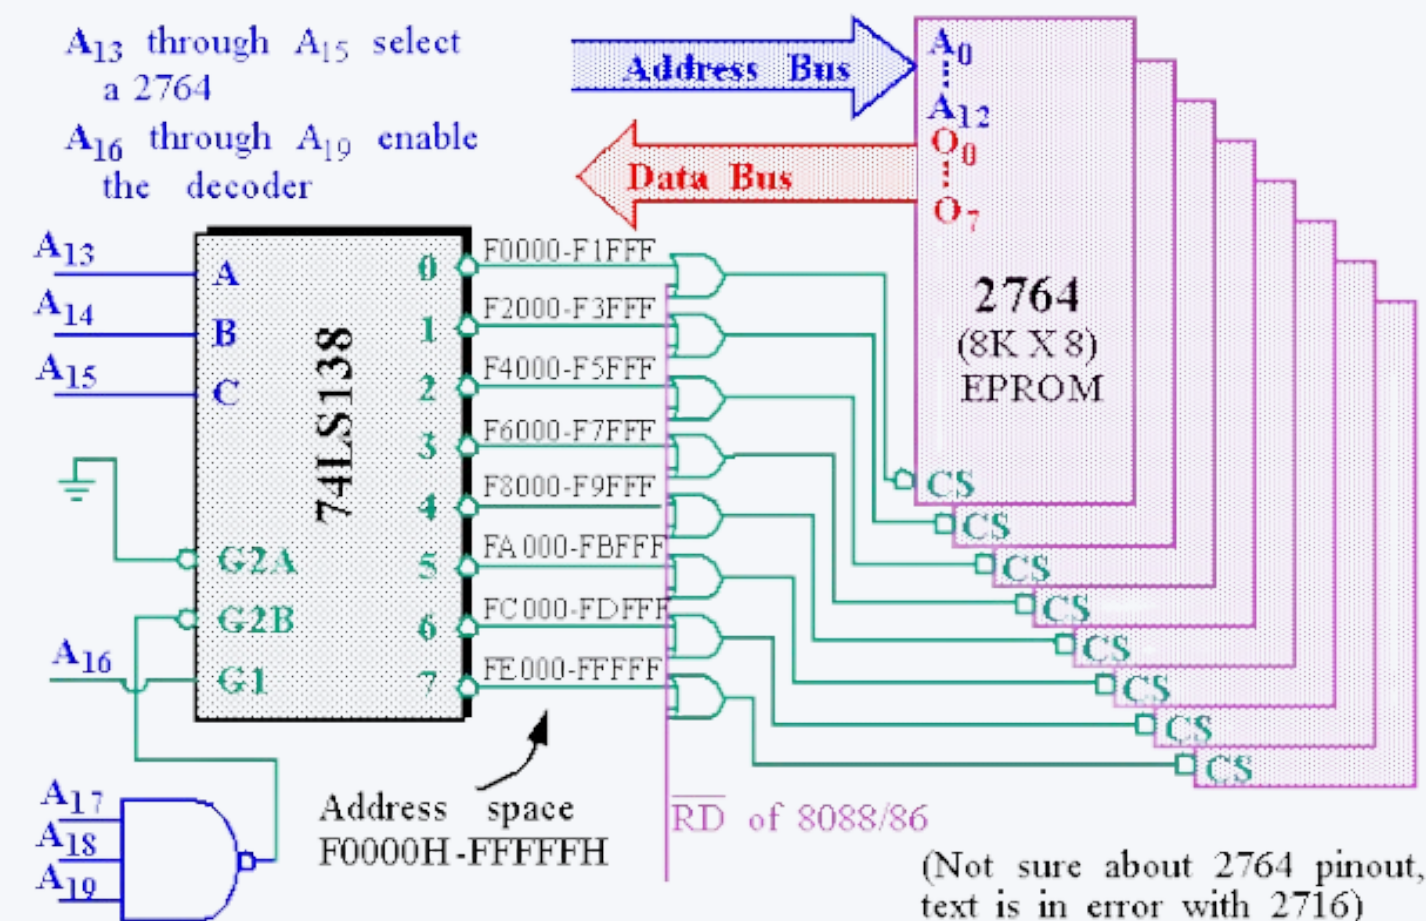 A13 through A15 select
a 2764
A16 through A19 enable
the decoder
Address Bus
Data Bus
A0
A12
O0
O7
2764
(8K X 8)
EPROM
A13
A14
A15
A
B
C
74LS138
G2A
G2B
G1
A16
0
1
2
3
4
5
6
7
F0000-F1FFF
F2000-F3FFF
F4000-F5FFF
F6000-F7FFF
F8000-F9FFF
FA000-FBFFF
FC000-FDFFF
FE000-FFFFF
CS
CS
CS
CS
CS
CS
CS
CS
A17
A18
A19
Address space
F0000H-FFFFFH
RD of 8088/86
(Not sure about 2764 pinout,
text is in error with 2716)